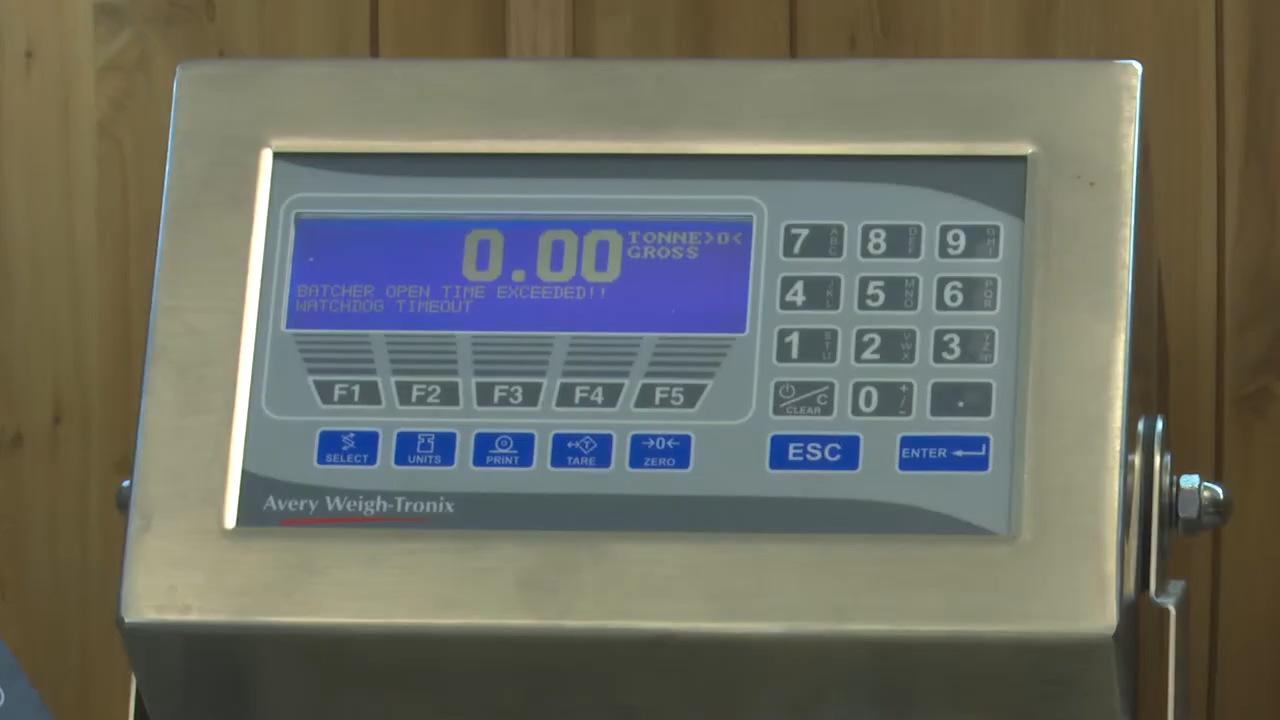 0.00 TONNE>0<
GROSS
BATCHER OPEN TIME EXCEEDED!!
WATCHDOG TIMEOUT
F1 F2 F3 F4 F5
SELECT UNITS PRINT TARE →0← ZERO
7 ABC 8 DEF 9 GHI
4 JKL 5 MNO 6 PQR
1 STU 2 VWX 3 YZ
C CLEAR 0 +/- .
ESC ENTER
Avery Weigh-Tronix